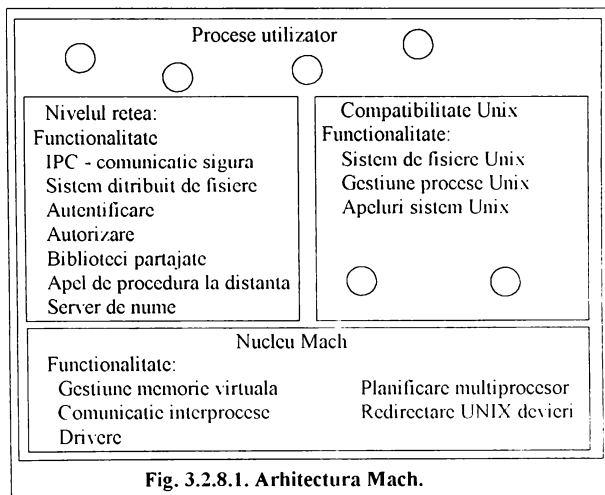 Procese utilizator
Nivelul retea:
Functionalitate
IPC - comunicatie sigura
Sistem ditribuit de fisiere
Autentificare
Autorizare
Biblioteci partajate
Apel de procedura la distanta
Server de nume
Compatibilitate Unix
Functionalitate:
Sistem de fisiere Unix
Gestiune procese Unix
Apeluri sistem Unix
Nucleu Mach
Functionalitate:
Gestiune memorie virtuala
Comunicatie interprocese
Drivere
Planificare multiprocesor
Redirectare UNIX devieri
Fig. 3.2.8.1. Arhitectura Mach.